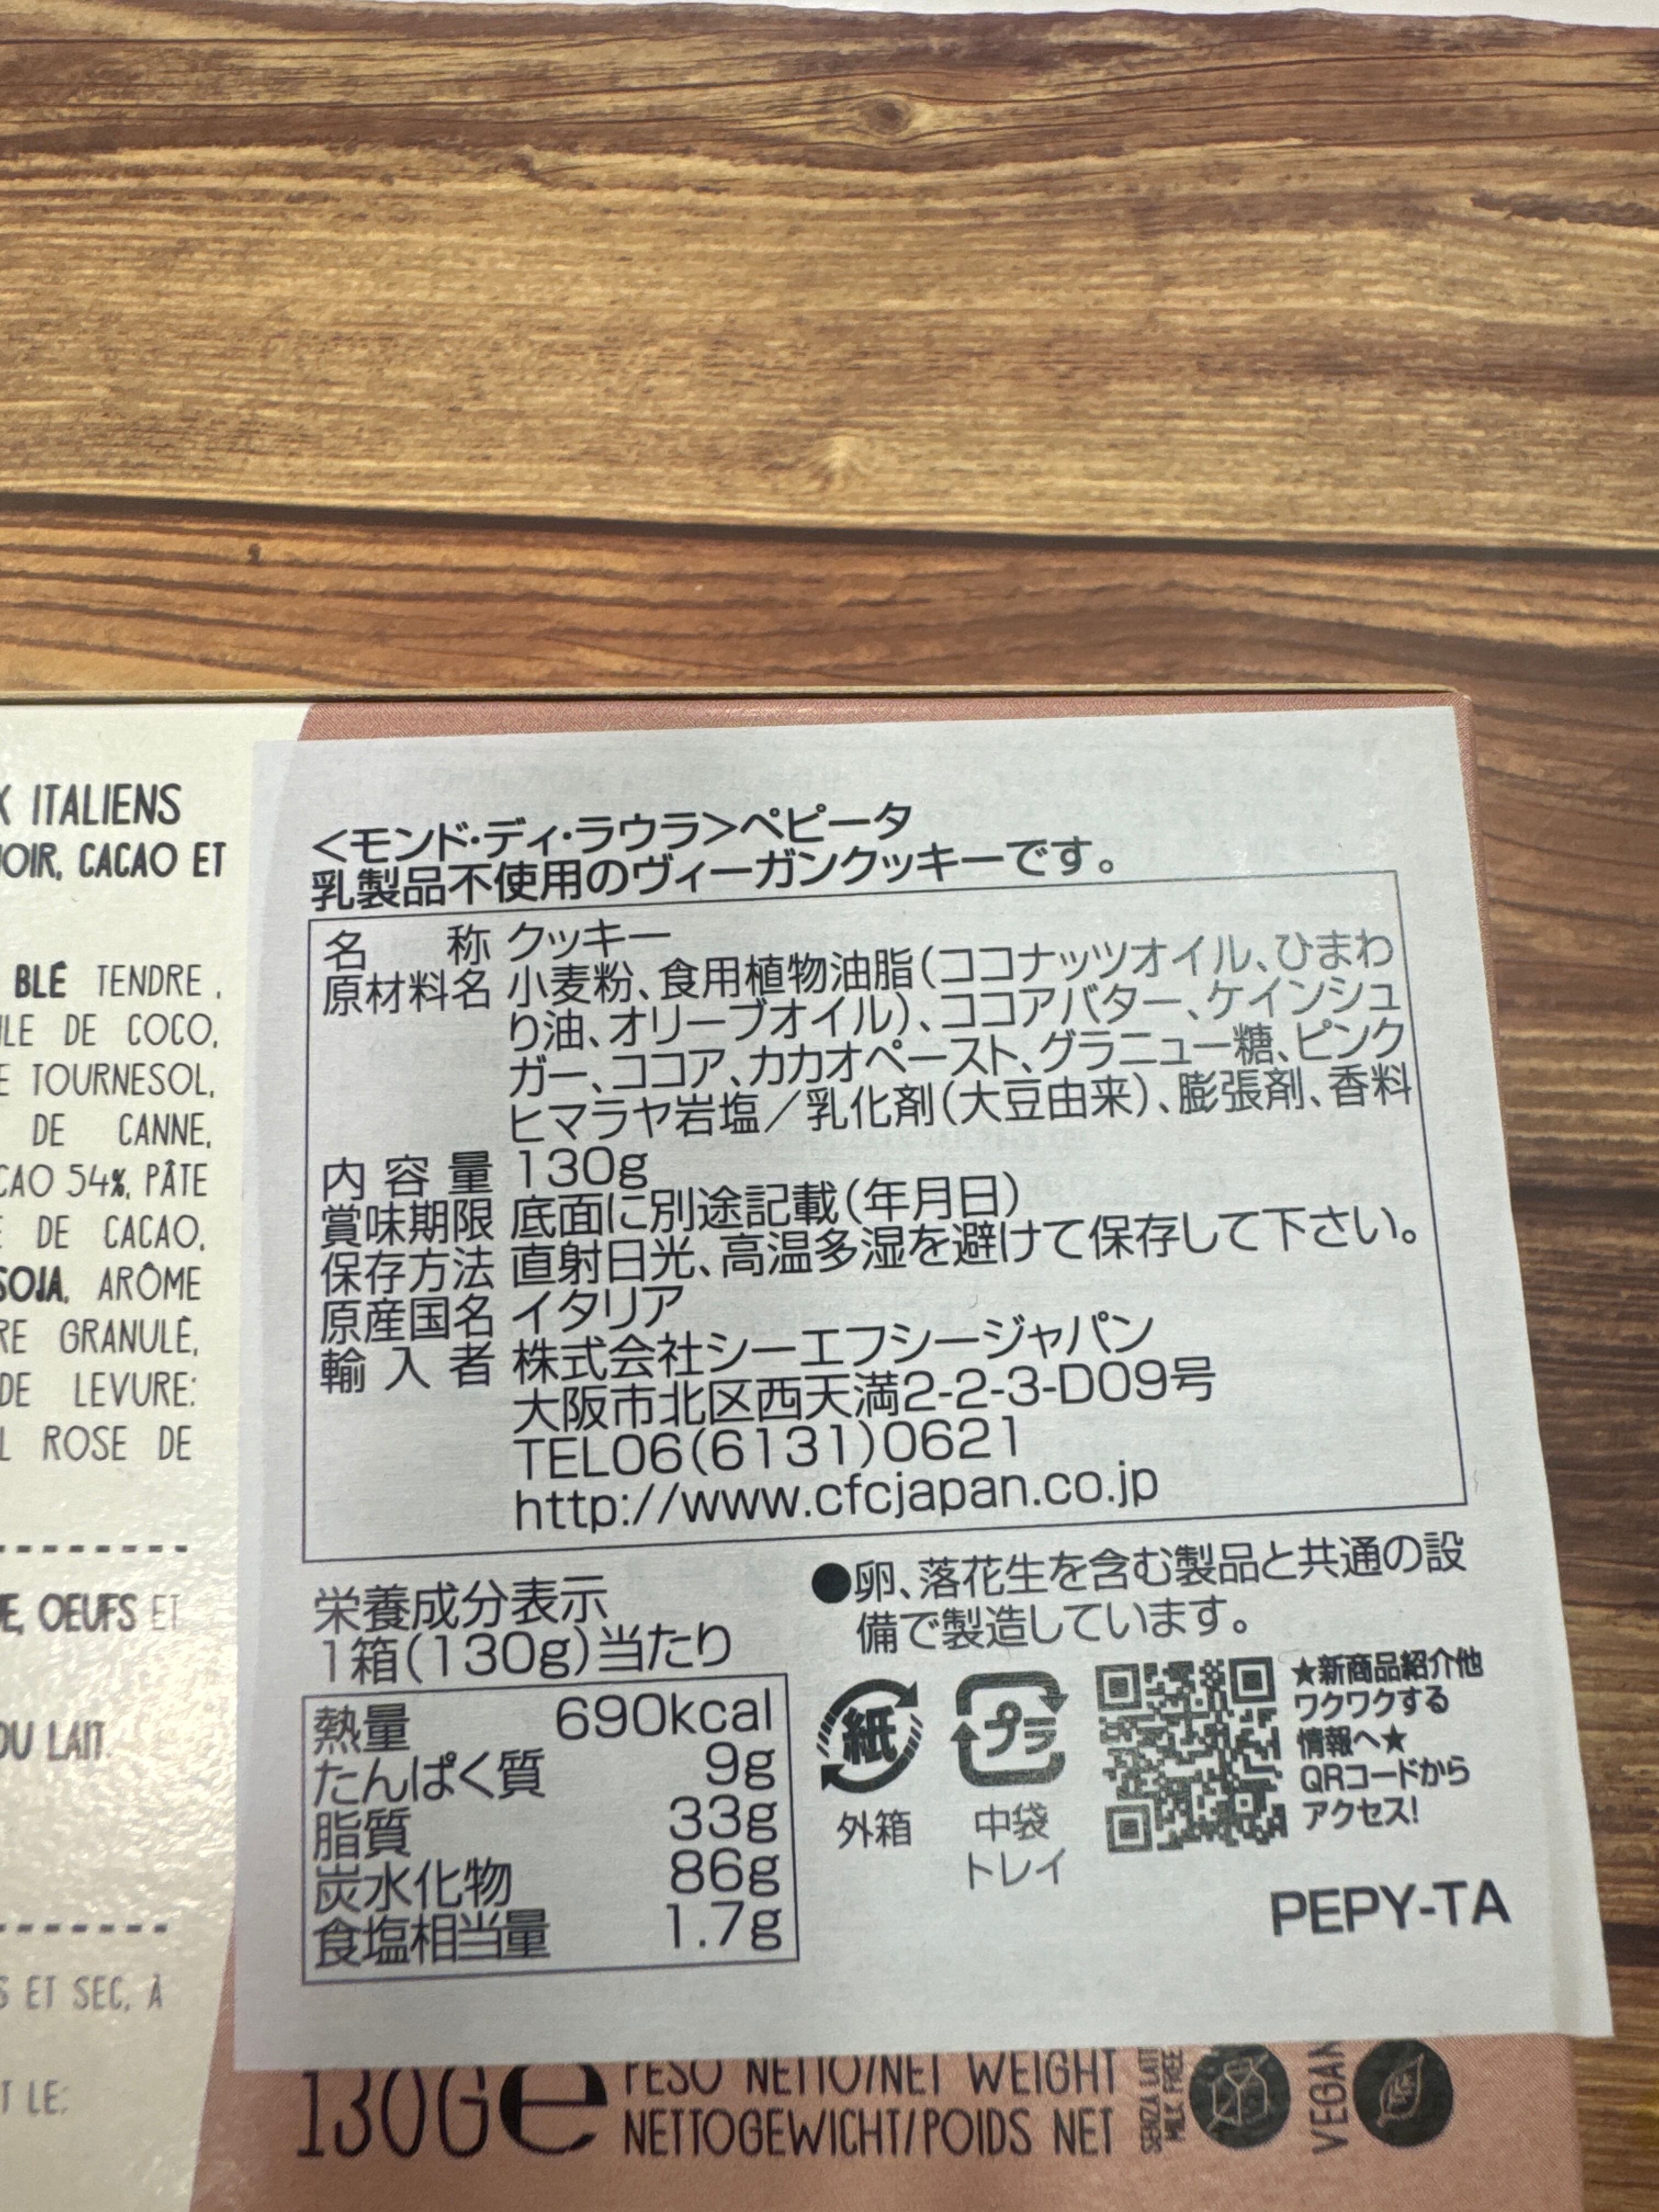 X ITALIENS
OIR, CACAO ET
BLÉ TENDRE,
DE COCO,
TOURNESOL,
DE CANNE,
CAO 54%, PÂTE
DE CACAO,
SOJA, ARÔME
RE GRANULÉ,
DE LEVURE:
L ROSE DE
E, OEUFS ET
DU LAIT.
S ET SEC, À
T LE:
<モンド・ディ・ラウラ>ペピータ
乳製品不使用のヴィーガンクッキーです。
名 称 クッキー
原材料名 小麦粉、食用植物油脂(ココナッツオイル、ひまわ
り油、オリーブオイル)、ココアバター、ケインシュ
ガー、ココア、カカオペースト、グラニュー糖、ピンク
ヒマラヤ岩塩/乳化剤(大豆由来)、膨張剤、香料
内 容 量 130g
賞味期限 底面に別途記載(年月日)
保存方法 直射日光、高温多湿を避けて保存して下さい。
原産国名 イタリア
輸 入 者 株式会社シーエフシージャパン
大阪市北区西天満2-2-3-D09号
TEL06(6131)0621
http://www.cfcjapan.co.jp
栄養成分表示
1箱(130g)当たり
熱量 690kcal
たんぱく質 9g
脂質 33g
炭水化物 86g
食塩相当量 1.7g
●卵、落花生を含む製品と共通の設
備で製造しています。
紙
外箱
プラ
中袋
トレイ
★新商品紹介他
ワクワクする
情報へ★
QRコードから
アクセス!
PEPY-TA
130G e
PESO NETTO/NET WEIGHT
NETTOGEWICHT/POIDS NET
SENZA LATTE
MILK FREE
VEGAN